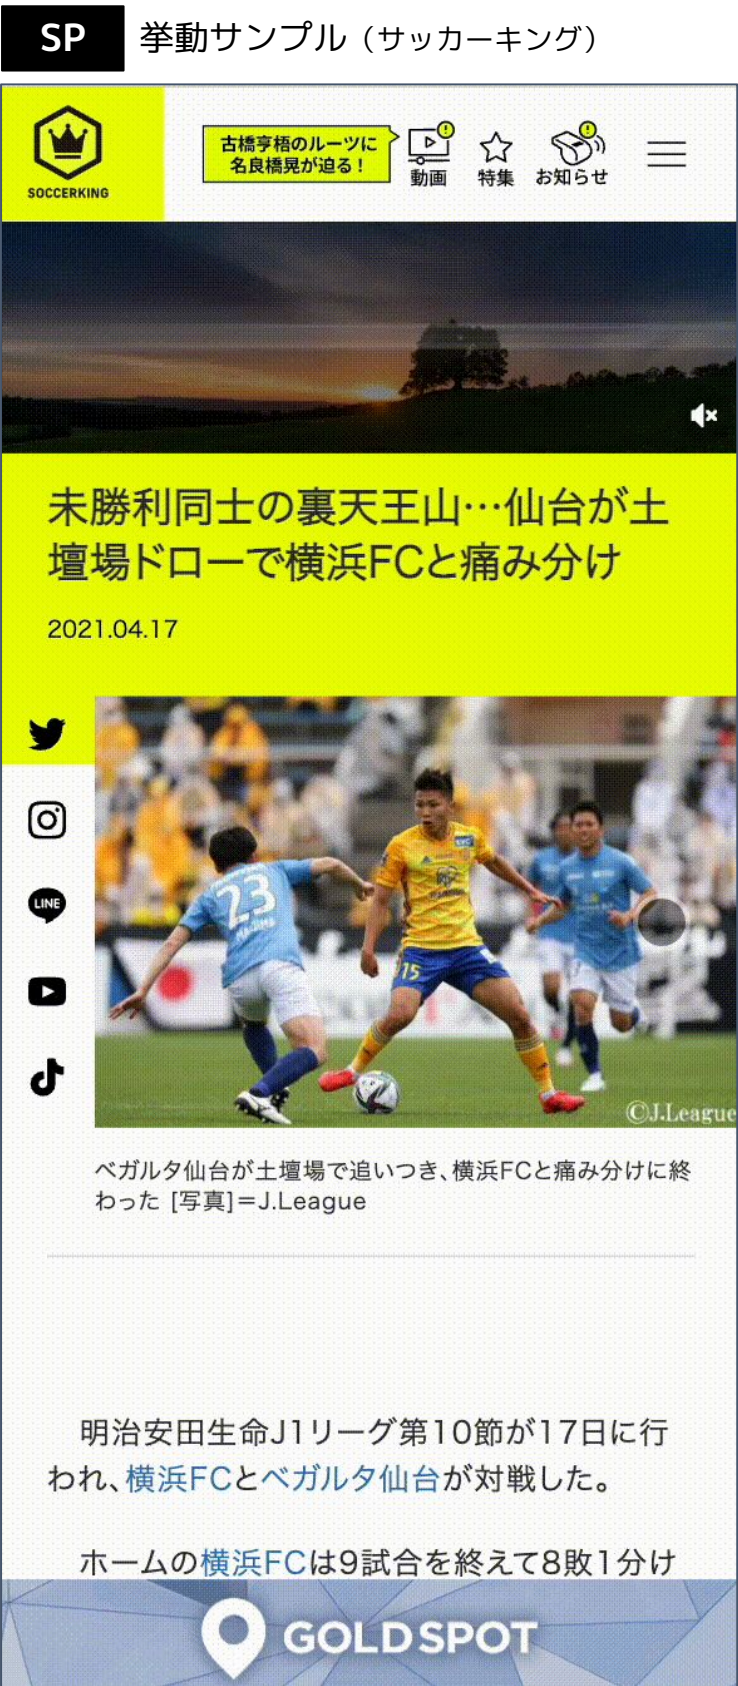 SP 挙動サンプル（サッカーキング）
SOCCERKING
古橋亨梧のルーツに
名良橋晃が迫る！
動画 特集 お知らせ
未勝利同士の裏天王山…仙台が土
壇場ドローで横浜FCと痛み分け
2021.04.17
LINE
23
15
©J.League
ベガルタ仙台が土壇場で追いつき、横浜FCと痛み分けに終
わった [写真]＝J.League
明治安田生命J1リーグ第10節が17日に行
われ、横浜FCとベガルタ仙台が対戦した。
ホームの横浜FCは9試合を終えて8敗1分け
GOLDSPOT